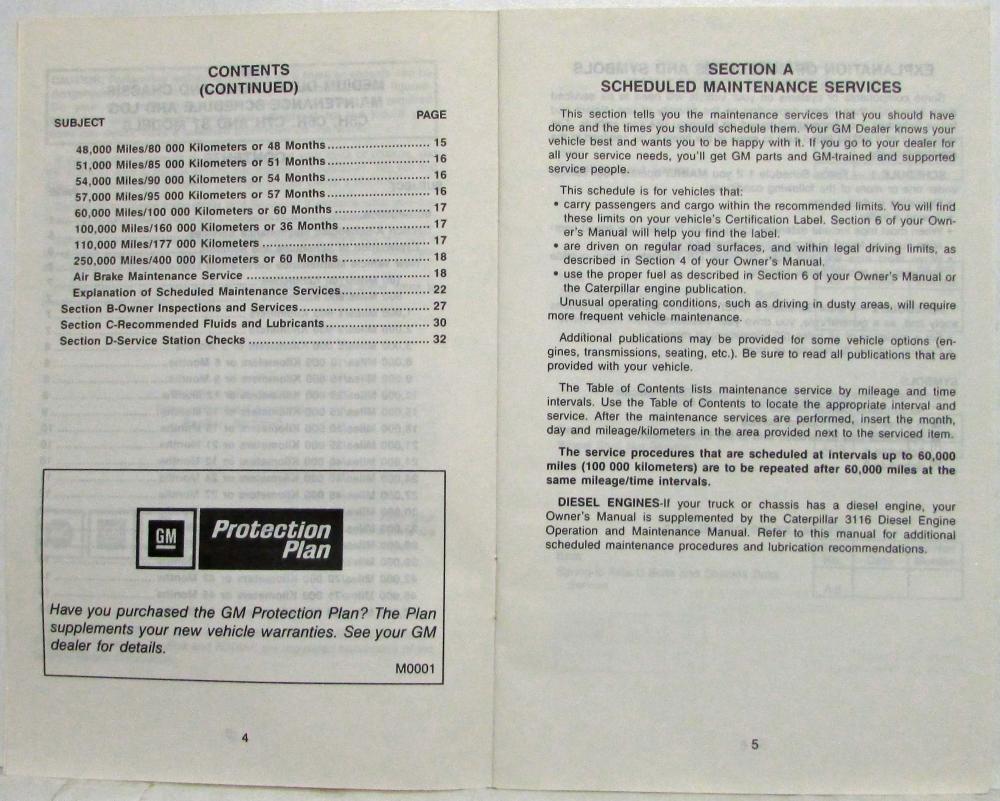 CONTENTS
(CONTINUED)
SUBJECT PAGE
48,000 Miles/80 000 Kilometers or 48 Months 15
51,000 Miles/85 000 Kilometers or 51 Months 16
54,000 Miles/90 000 Kilometers or 54 Months 16
57,000 Miles/95 000 Kilometers or 57 Months 16
60,000 Miles/100 000 Kilometers or 60 Months 17
100,000 Miles/160 000 Kilometers or 36 Months 17
110,000 Miles/177 000 Kilometers 17
250,000 Miles/400 000 Kilometers or 60 Months 18
Air Brake Maintenance Service 18
Explanation of Scheduled Maintenance Services 22
Section B-Owner Inspections and Services 27
Section C-Recommended Fluids and Lubricants 30
Section D-Service Station Checks 32
GM
Protection
Plan
Have you purchased the GM Protection Plan? The Plan
supplements your new vehicle warranties. See your GM
dealer for details.
M0001
4
SECTION A
SCHEDULED MAINTENANCE SERVICES
This section tells you the maintenance services that you should have
done and the times you should schedule them. Your GM Dealer knows your
vehicle best and wants you to be happy with it. If you go to your dealer for
all your service needs, you'll get GM parts and GM-trained and supported
service people.
This schedule is for vehicles that:
• carry passengers and cargo within the recommended limits. You will find
these limits on your vehicle's Certification Label. Section 6 of your Own-
er's Manual will help you find the label.
• are driven on regular road surfaces, and within legal driving limits, as
described in Section 4 of your Owner's Manual.
• use the proper fuel as described in Section 6 of your Owner's Manual or
the Caterpillar engine publication.
Unusual operating conditions, such as driving in dusty areas, will require
more frequent vehicle maintenance.
Additional publications may be provided for some vehicle options (en-
gines, transmissions, seating, etc.). Be sure to read all publications that are
provided with your vehicle.
The Table of Contents lists maintenance service by mileage and time
intervals. Use the Table of Contents to locate the appropriate interval and
service. After the maintenance services are performed, insert the month,
day and mileage/kilometers in the area provided next to the serviced item.
The service procedures that are scheduled at intervals up to 60,000
miles (100 000 kilometers) are to be repeated after 60,000 miles at the
same mileage/time intervals.
DIESEL ENGINES-If your truck or chassis has a diesel engine, your
Owner's Manual is supplemented by the Caterpillar 3116 Diesel Engine
Operation and Maintenance Manual. Refer to this manual for additional
scheduled maintenance procedures and lubrication recommendations.
5